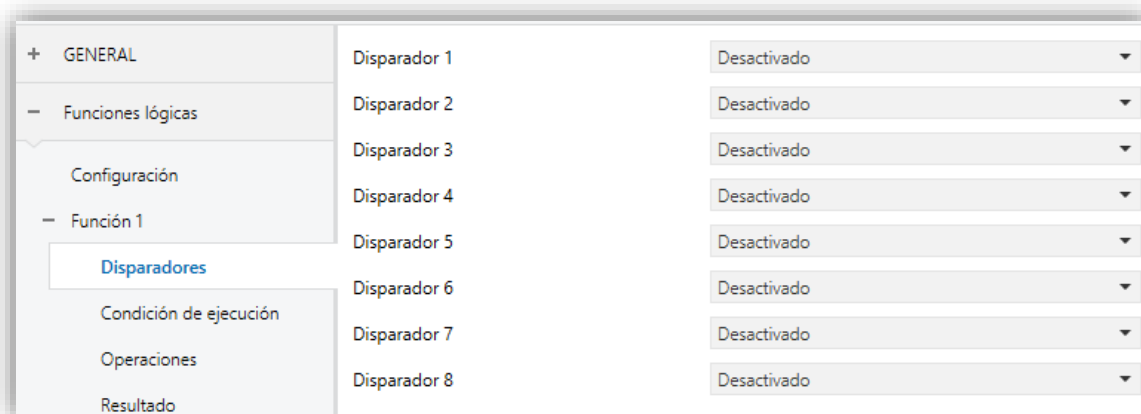 + GENERAL
− Funciones lógicas
Configuración
− Función 1
Disparadores
Condición de ejecución
Operaciones
Resultado
Disparador 1 Desactivado
Disparador 2 Desactivado
Disparador 3 Desactivado
Disparador 4 Desactivado
Disparador 5 Desactivado
Disparador 6 Desactivado
Disparador 7 Desactivado
Disparador 8 Desactivado